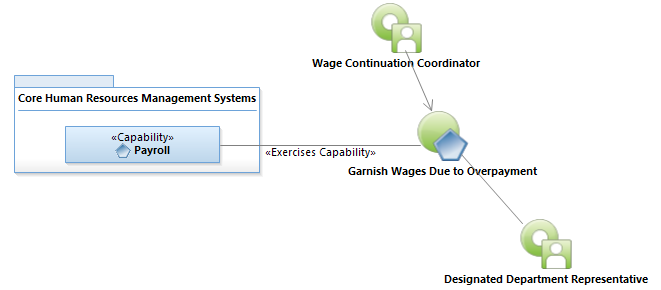 Wage Continuation Coordinator
Core Human Resources Management Systems
«Capability»
Payroll
«Exercises Capability»
Garnish Wages Due to Overpayment
Designated Department Representative